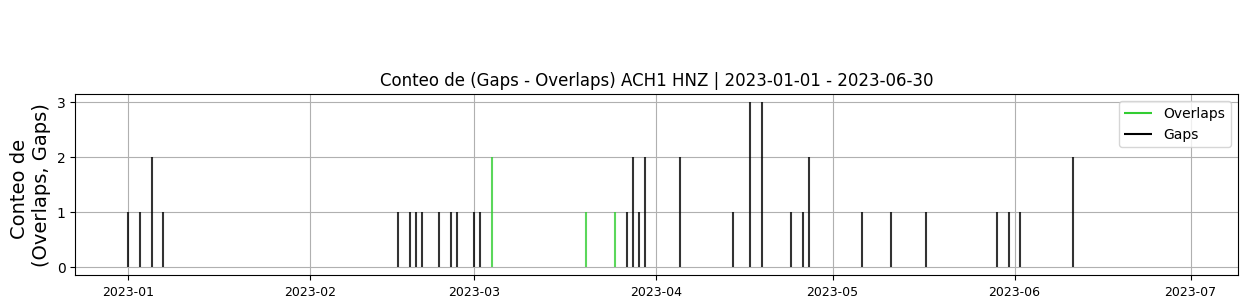 Conteo de (Gaps - Overlaps) ACH1 HNZ | 2023-01-01 - 2023-06-30
Conteo de
(Overlaps, Gaps)
3
2
1
0
Overlaps
Gaps
2023-01
2023-02
2023-03
2023-04
2023-05
2023-06
2023-07